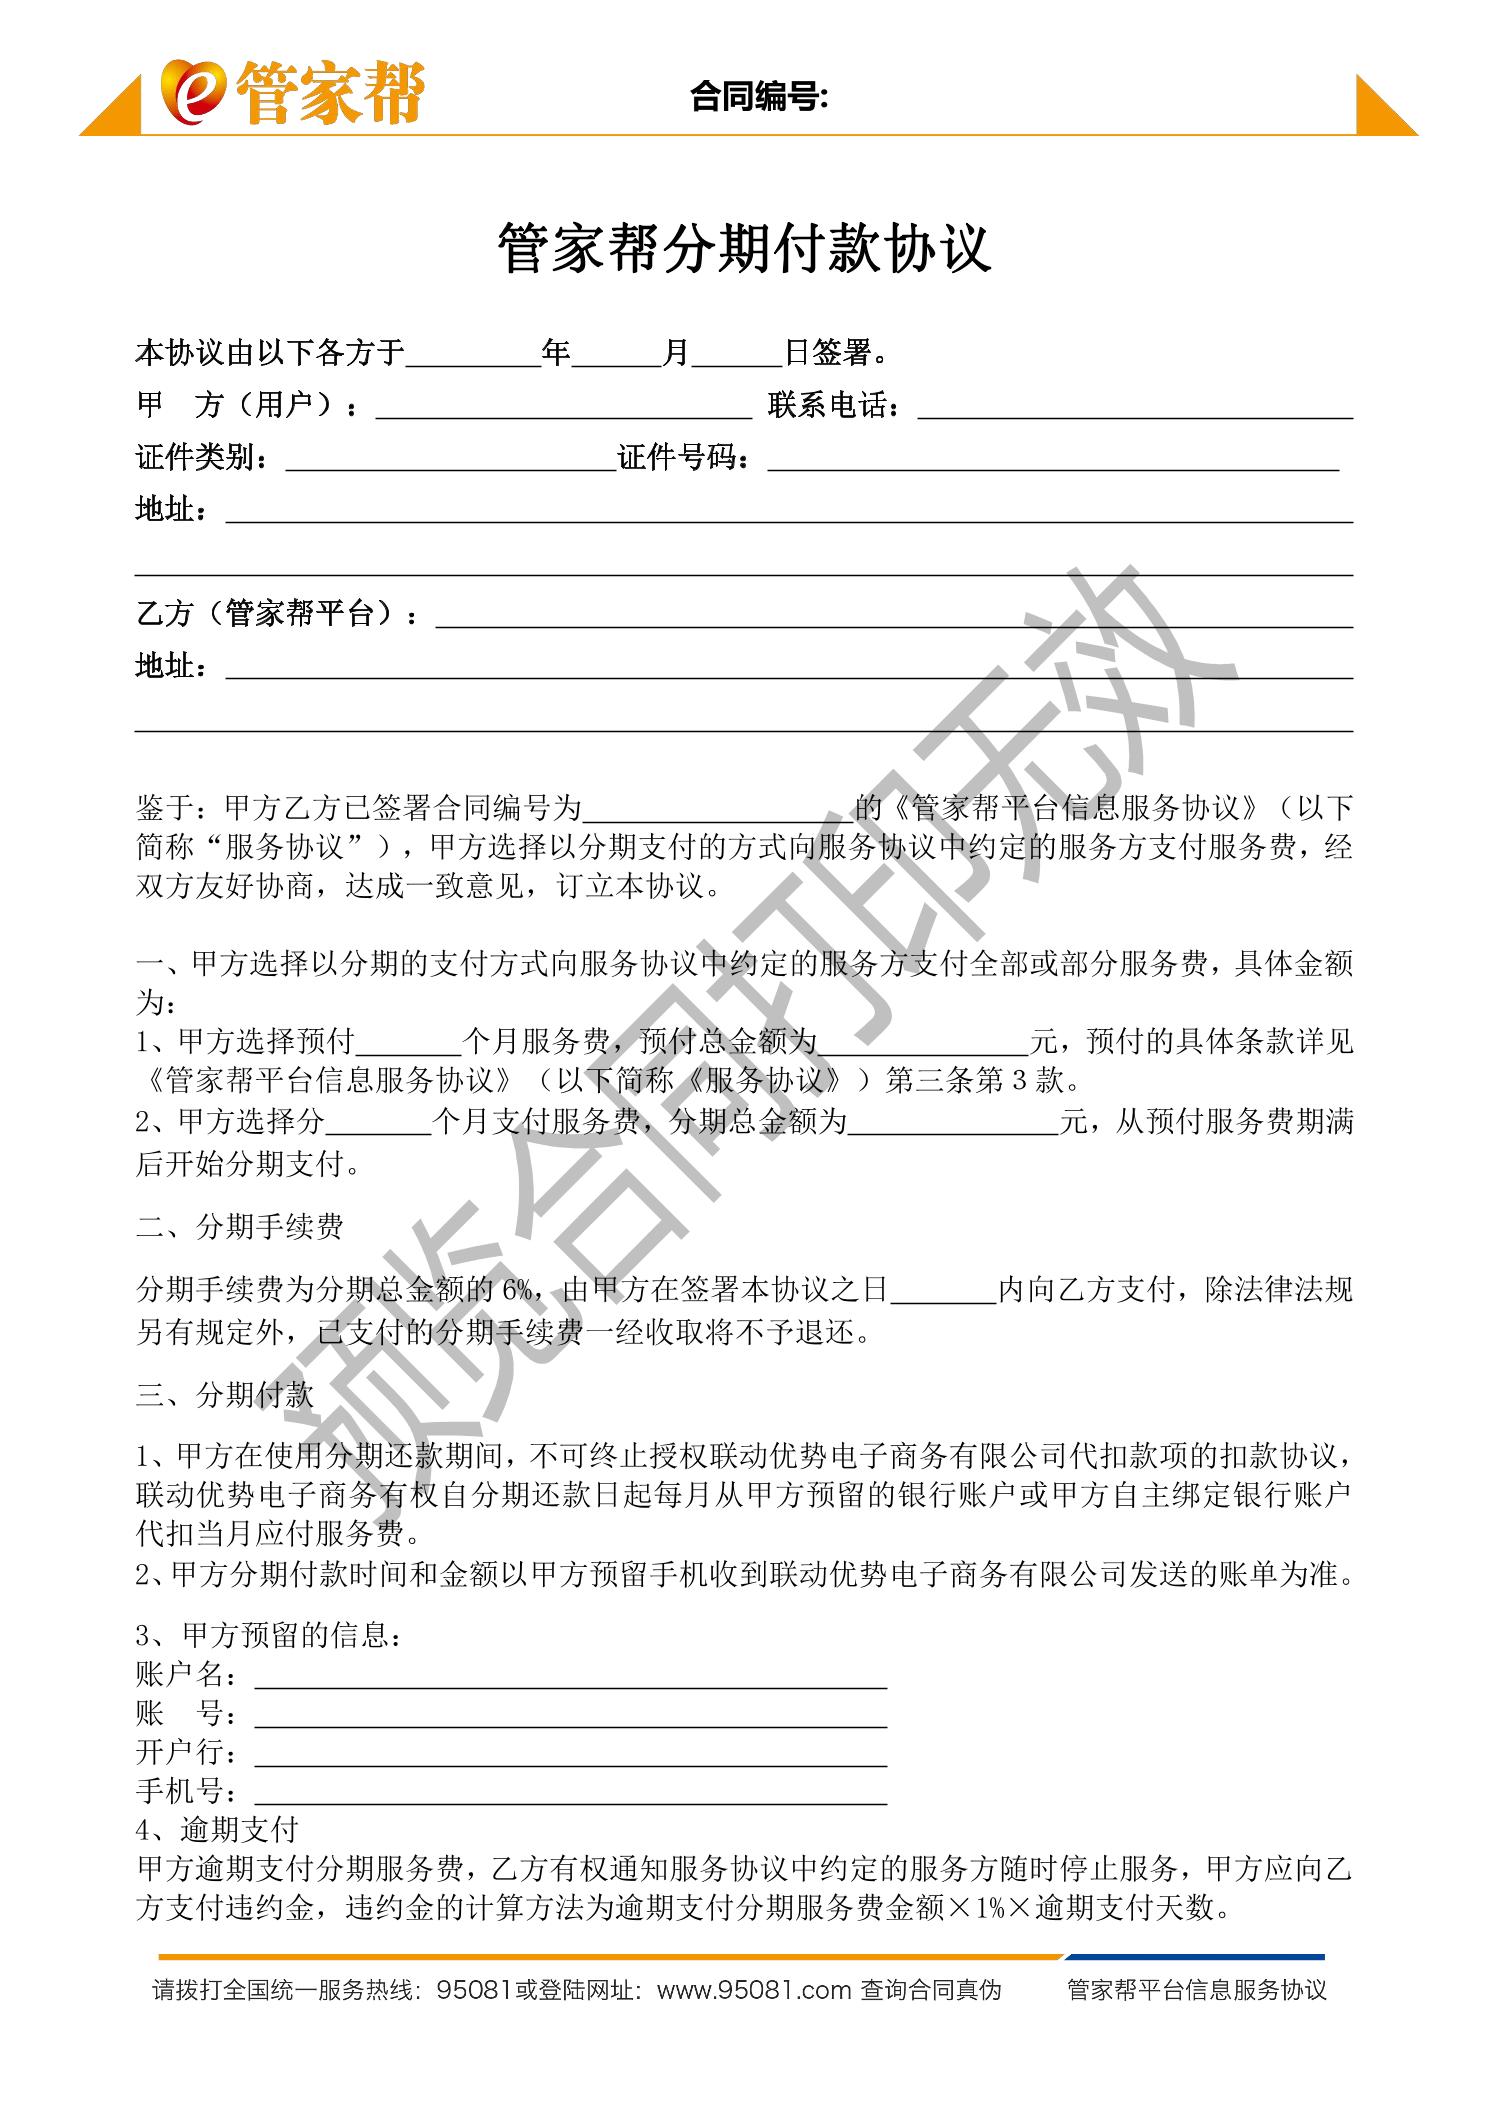 管家帮
合同编号:
管家帮分期付款协议
本协议由以下各方于_________年______月______日签署。
甲　方（用户）：_________________________ 联系电话：_____________________________
证件类别：______________________证件号码：______________________________________
地址：___________________________________________________________________________
_________________________________________________________________________________
乙方（管家帮平台）：_____________________________________________________________
地址：___________________________________________________________________________
_________________________________________________________________________________
鉴于：甲方乙方已签署合同编号为___________________ 的《管家帮平台信息服务协议》（以下
简称“服务协议”），甲方选择以分期支付的方式向服务协议中约定的服务方支付服务费，经
双方友好协商，达成一致意见，订立本协议。
一、甲方选择以分期的支付方式向服务协议中约定的服务方支付全部或部分服务费，具体金额
为：
1、甲方选择预付_______个月服务费，预付总金额为______________元，预付的具体条款详见
《管家帮平台信息服务协议》（以下简称《服务协议》）第三条第 3 款。
2、甲方选择分_______个月支付服务费，分期总金额为______________元，从预付服务费期满
后开始分期支付。
二、分期手续费
分期手续费为分期总金额的 6%，由甲方在签署本协议之日_______内向乙方支付，除法律法规
另有规定外，已支付的分期手续费一经收取将不予退还。
三、分期付款
1、甲方在使用分期还款期间，不可终止授权联动优势电子商务有限公司代扣款项的扣款协议，
联动优势电子商务有权自分期还款日起每月从甲方预留的银行账户或甲方自主绑定银行账户
代扣当月应付服务费。
2、甲方分期付款时间和金额以甲方预留手机收到联动优势电子商务有限公司发送的账单为准。
3、甲方预留的信息：
账户名：__________________________________________
账　号：__________________________________________
开户行：__________________________________________
手机号：__________________________________________
4、逾期支付
甲方逾期支付分期服务费，乙方有权通知服务协议中约定的服务方随时停止服务，甲方应向乙
方支付违约金，违约金的计算方法为逾期支付分期服务费金额×1%×逾期支付天数。
预览合同打印无效
请拨打全国统一服务热线：95081或登陆网址：www.95081.com 查询合同真伪　　管家帮平台信息服务协议